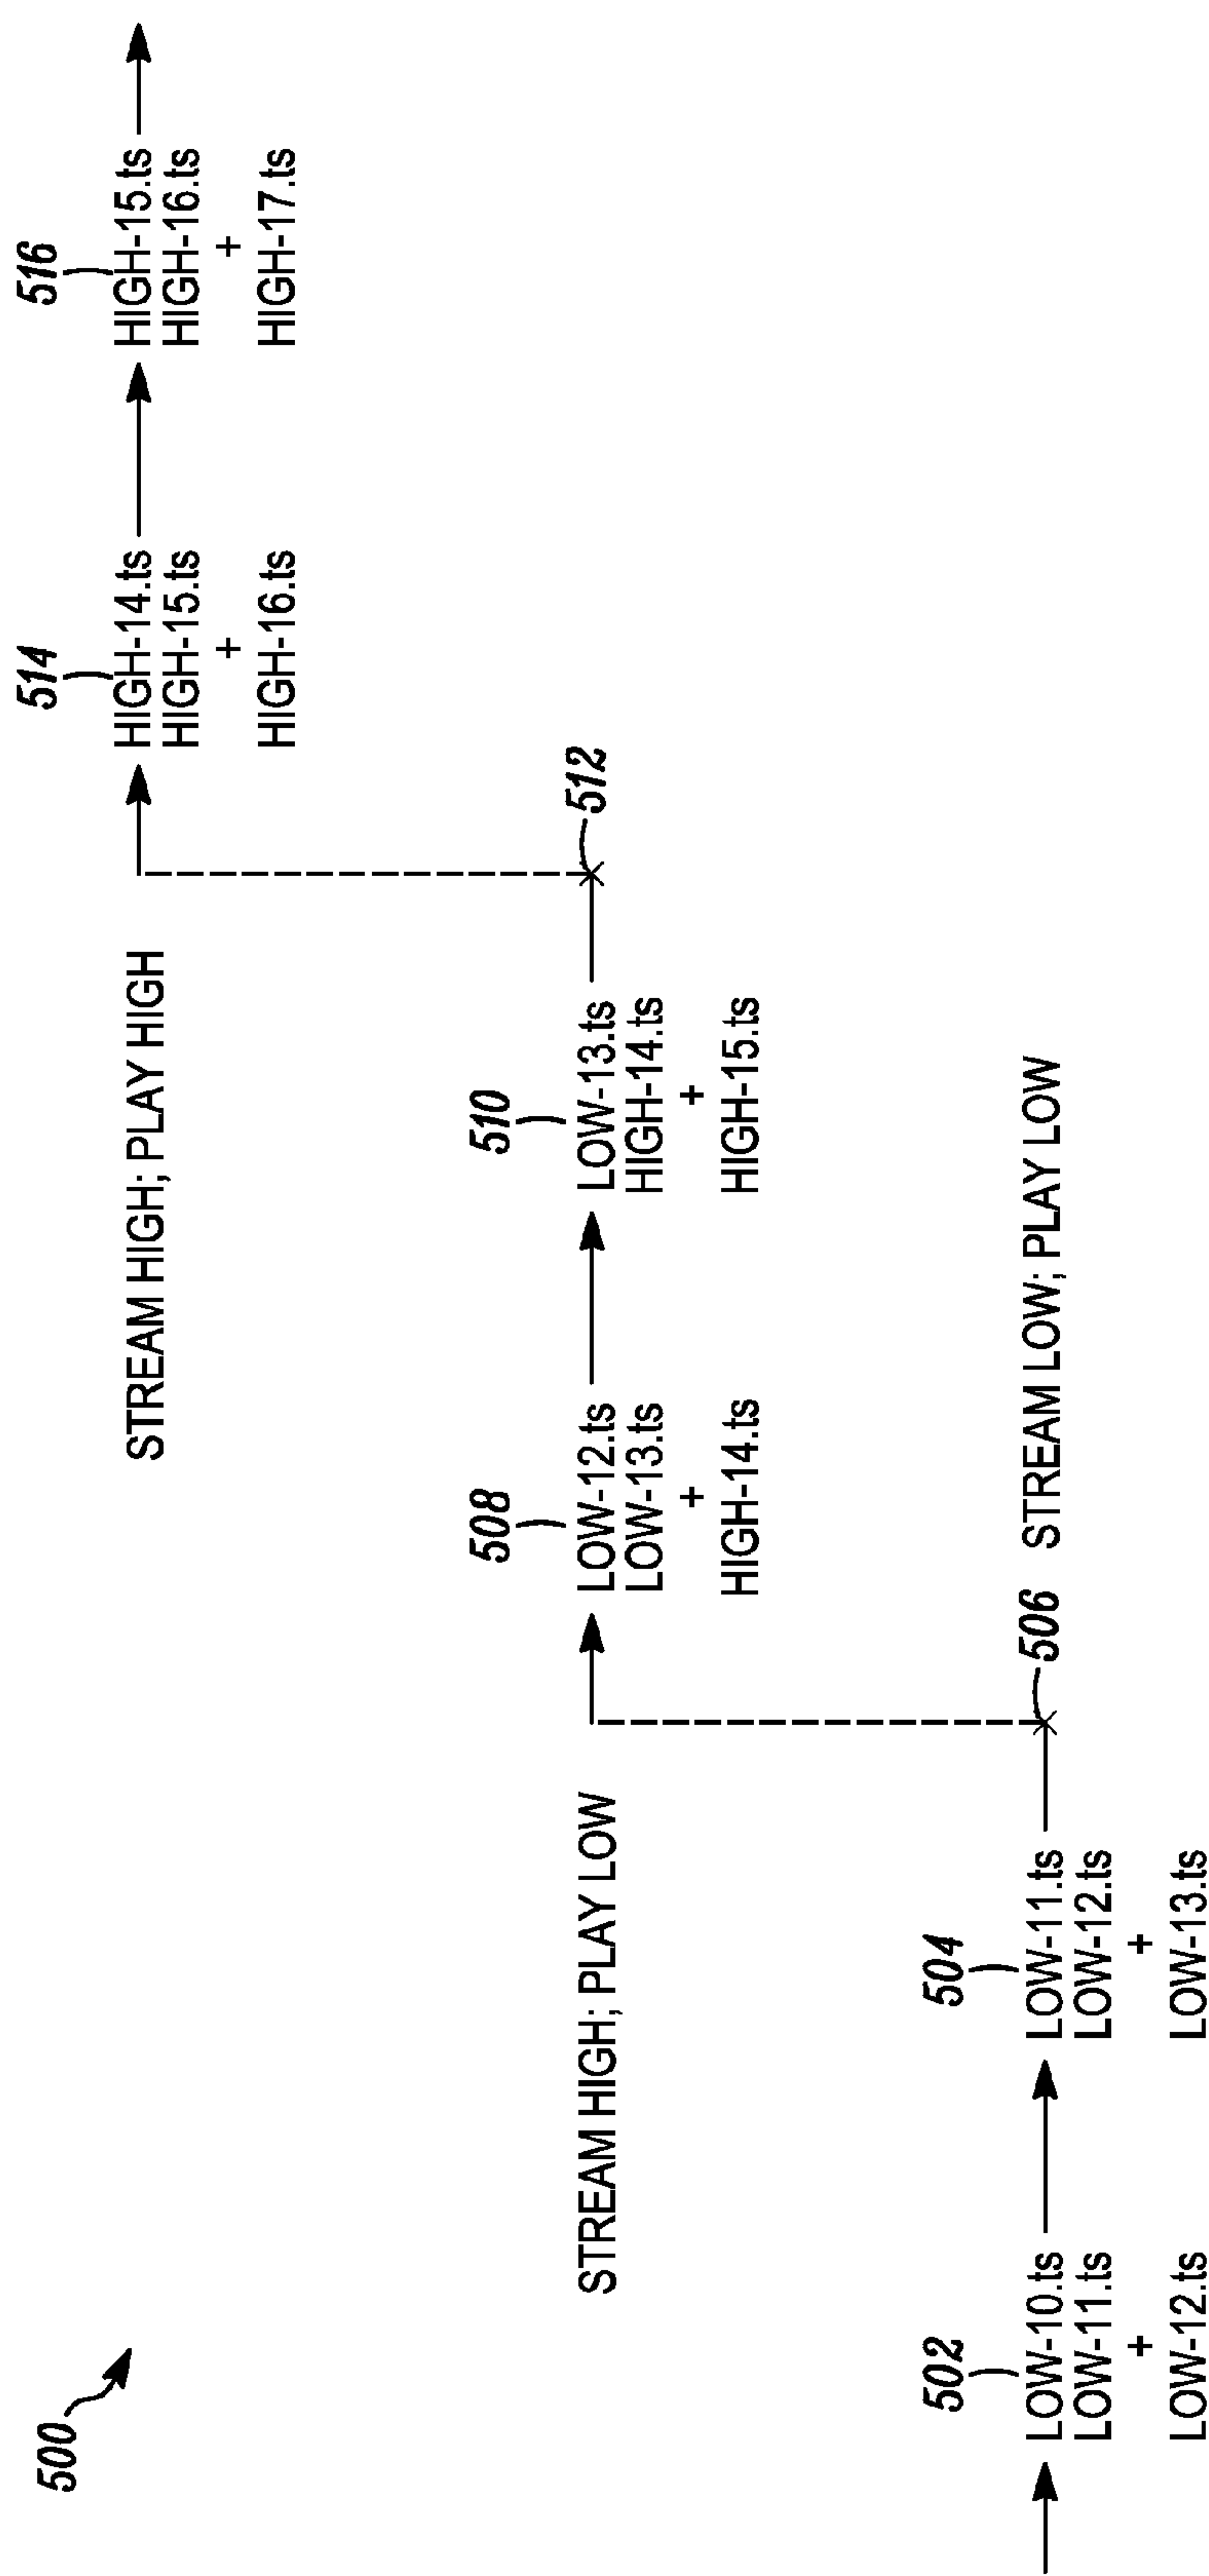 500
502
LOW-10.ts
LOW-11.ts
+
LOW-12.ts
504
LOW-11.ts
LOW-12.ts
+
LOW-13.ts
506
STREAM LOW; PLAY LOW
STREAM HIGH; PLAY LOW
508
LOW-12.ts
LOW-13.ts
+
HIGH-14.ts
510
LOW-13.ts
HIGH-14.ts
+
HIGH-15.ts
512
STREAM HIGH; PLAY HIGH
514
HIGH-14.ts
HIGH-15.ts
+
HIGH-16.ts
516
HIGH-15.ts
HIGH-16.ts
+
HIGH-17.ts